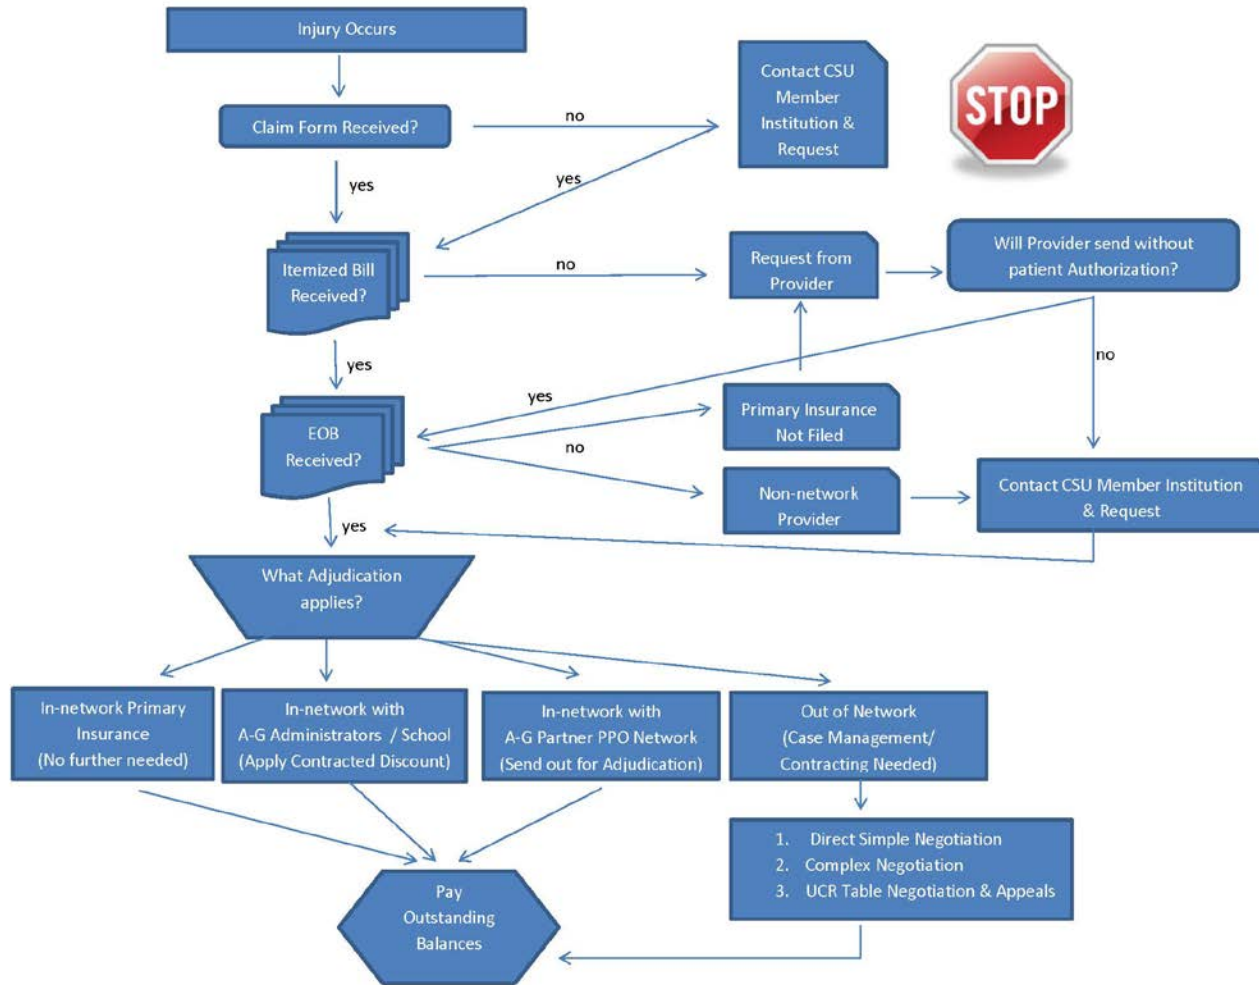 Injury Occurs
Contact CSU
Member
Institution &
Request
STOP
Claim Form Received?
no
yes
yes
Itemized Bill
Received?
no
Request from
Provider
Will Provider send without
patient Authorization?
yes
no
yes
EOB
Received?
no
Primary Insurance
Not Filed
Non-network
Provider
Contact CSU Member Institution
& Request
yes
What Adjudication
applies?
In-network Primary
Insurance
(No further needed)
In-network with
A-G Administrators / School
(Apply Contracted Discount)
In-network with
A-G Partner PPO Network
(Send out for Adjudication)
Out of Network
(Case Management/
Contracting Needed)
1. Direct Simple Negotiation
2. Complex Negotiation
3. UCR Table Negotiation & Appeals
Pay
Outstanding
Balances